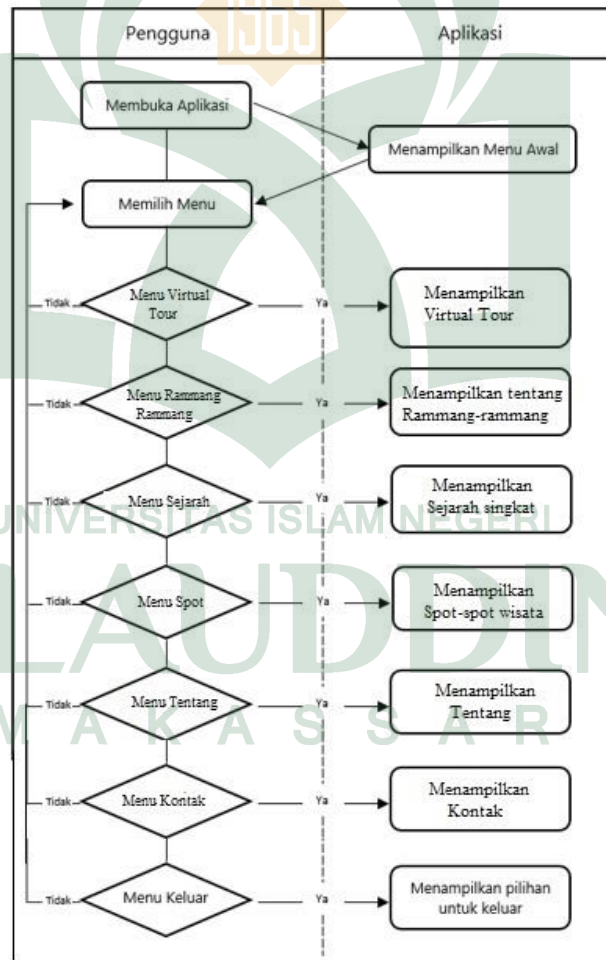 1965
Pengguna
Aplikasi
Membuka Aplikasi
Menampilkan Menu Awal
Memilih Menu
Tidak
Menu Virtual
Tour
Ya
Menampilkan
Virtual Tour
Tidak
Menu Rammang
Rammang
Ya
Menampilkan tentang
Rammang-rammang
Tidak
Menu Sejarah
Ya
Menampilkan
Sejarah singkat
UNIVERSITAS ISLAM NEGERI
Tidak
Menu Spot
Ya
Menampilkan
Spot-spot wisata
LAUDDIN
Tidak
Menu Tentang
Ya
Menampilkan
Tentang
MAKASSAR
Tidak
Menu Kontak
Ya
Menampilkan
Kontak
Tidak
Menu Keluar
Ya
Menampilkan pilihan
untuk keluar